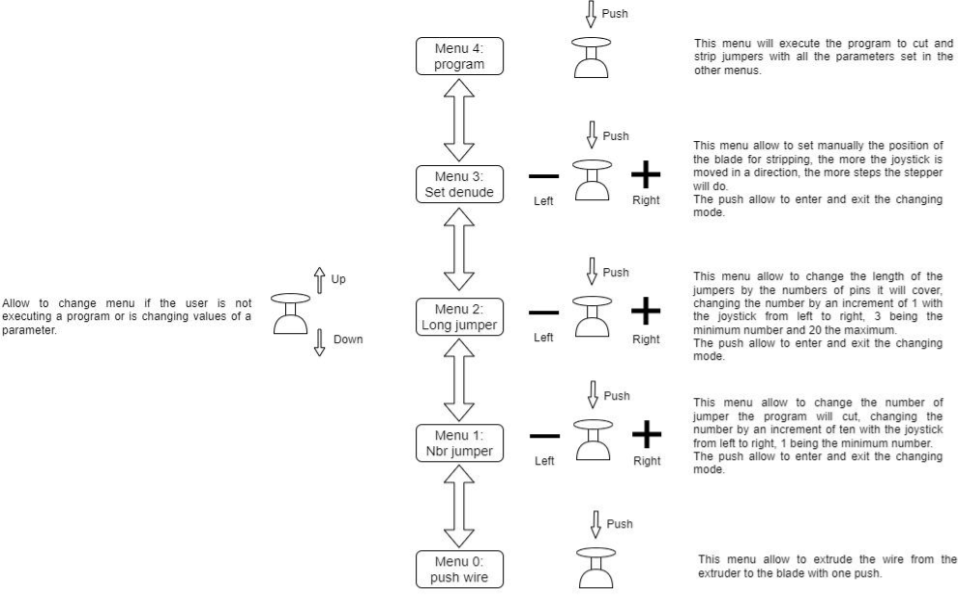 Push
Menu 4:
program
This menu will execute the program to cut and
strip jumpers with all the parameters set in the
other menus.
Push
Menu 3:
Set denude
Left
Right
This menu allow to set manually the position of
the blade for stripping, the more the joystick is
moved in a direction, the more steps the stepper
will do.
The push allow to enter and exit the changing
mode.
Allow to change menu if the user is not
executing a program or is changing values of a
parameter.
Up
Down
Push
Menu 2:
Long jumper
Left
Right
This menu allow to change the length of the
jumpers by the numbers of pins it will cover,
changing the number by an increment of 1 with
the joystick from left to right, 3 being the
minimum number and 20 the maximum.
The push allow to enter and exit the changing
mode.
Push
Menu 1:
Nbr jumper
Left
Right
This menu allow to change the number of
jumper the program will cut, changing the
number by an increment of ten with the joystick
from left to right, 1 being the minimum number.
The push allow to enter and exit the changing
mode.
Push
Menu 0:
push wire
This menu allow to extrude the wire from the
extruder to the blade with one push.